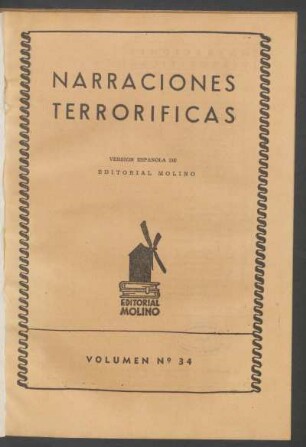 NARRACIONES
TERRORIFICAS
VERSION ESPAÑOLA DE
EDITORIAL MOLINO
EDITORIAL
MOLINO
VOLUMEN Nº 34